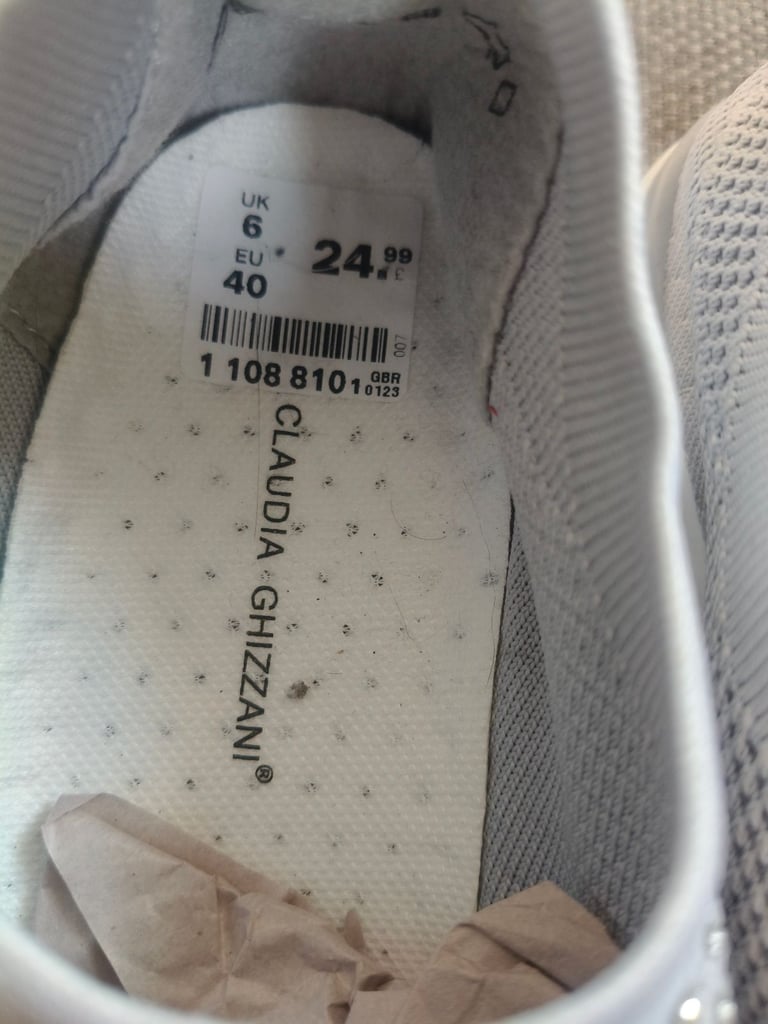 UK
6
EU
40
24.99
£
007
1 108 810 1 GBR
0123
CLAUDIA GHIZZANI®